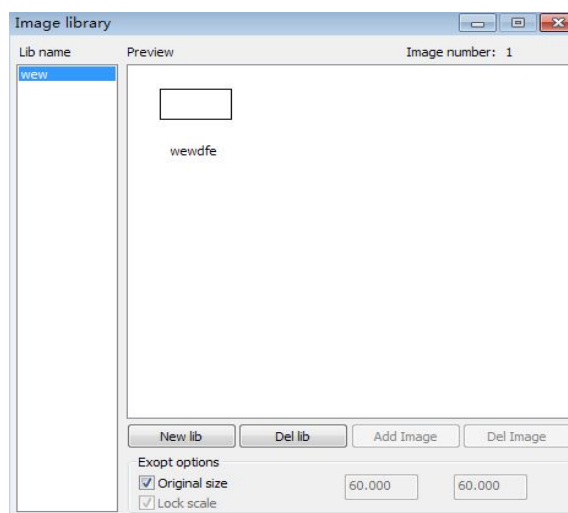 Image library
Lib name
Preview
Image number: 1
wew
wewdfe
New lib
Del lib
Add Image
Del Image
Exopt options
Original size
60.000
60.000
Lock scale